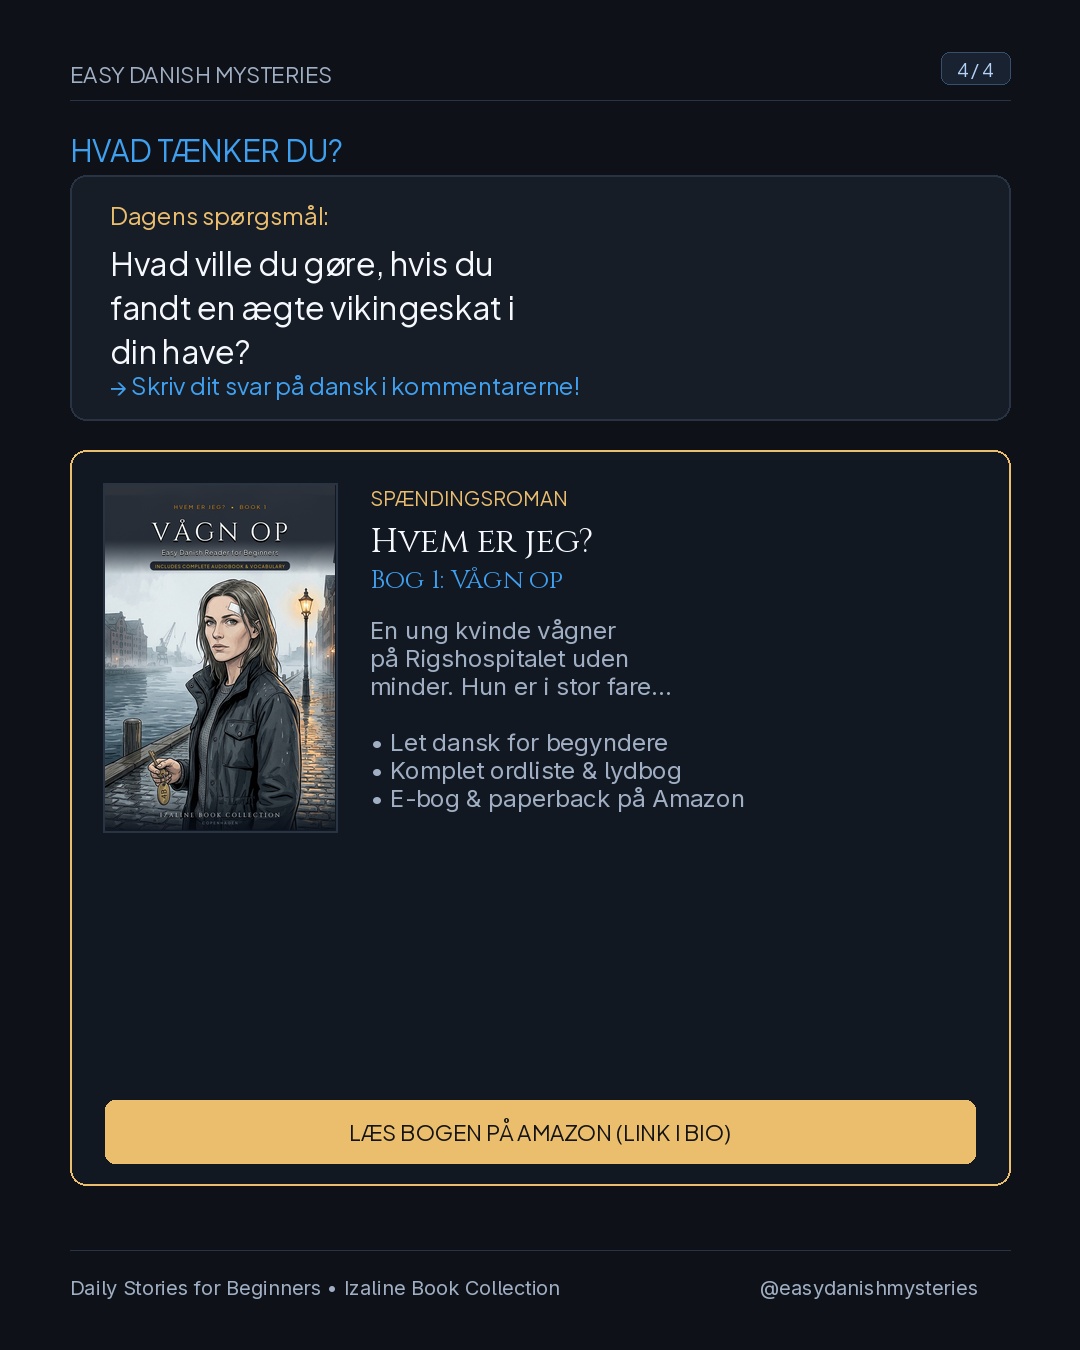 EASY DANISH MYSTERIES
4/4
HVAD TÆNKER DU?
Dagens spørgsmål:
Hvad ville du gøre, hvis du
fandt en ægte vikingeskat i
din have?
→ Skriv dit svar på dansk i kommentarerne!
HVEM ER JEG? • BOOK 1
VÅGN OP
Easy Danish Reader for Beginners
INCLUDES COMPLETE AUDIOBOOK & VOCABULARY
IZALINE BOOK COLLECTION
COPENHAGEN
SPÆNDINGSROMAN
HVEM ER JEG?
BOG 1: VÅGN OP
En ung kvinde vågner
på Rigshospitalet uden
minder. Hun er i stor fare...
• Let dansk for begyndere
• Komplet ordliste & lydbog
• E-bog & paperback på Amazon
LÆS BOGEN PÅ AMAZON (LINK I BIO)
Daily Stories for Beginners • Izaline Book Collection
@easydanishmysteries